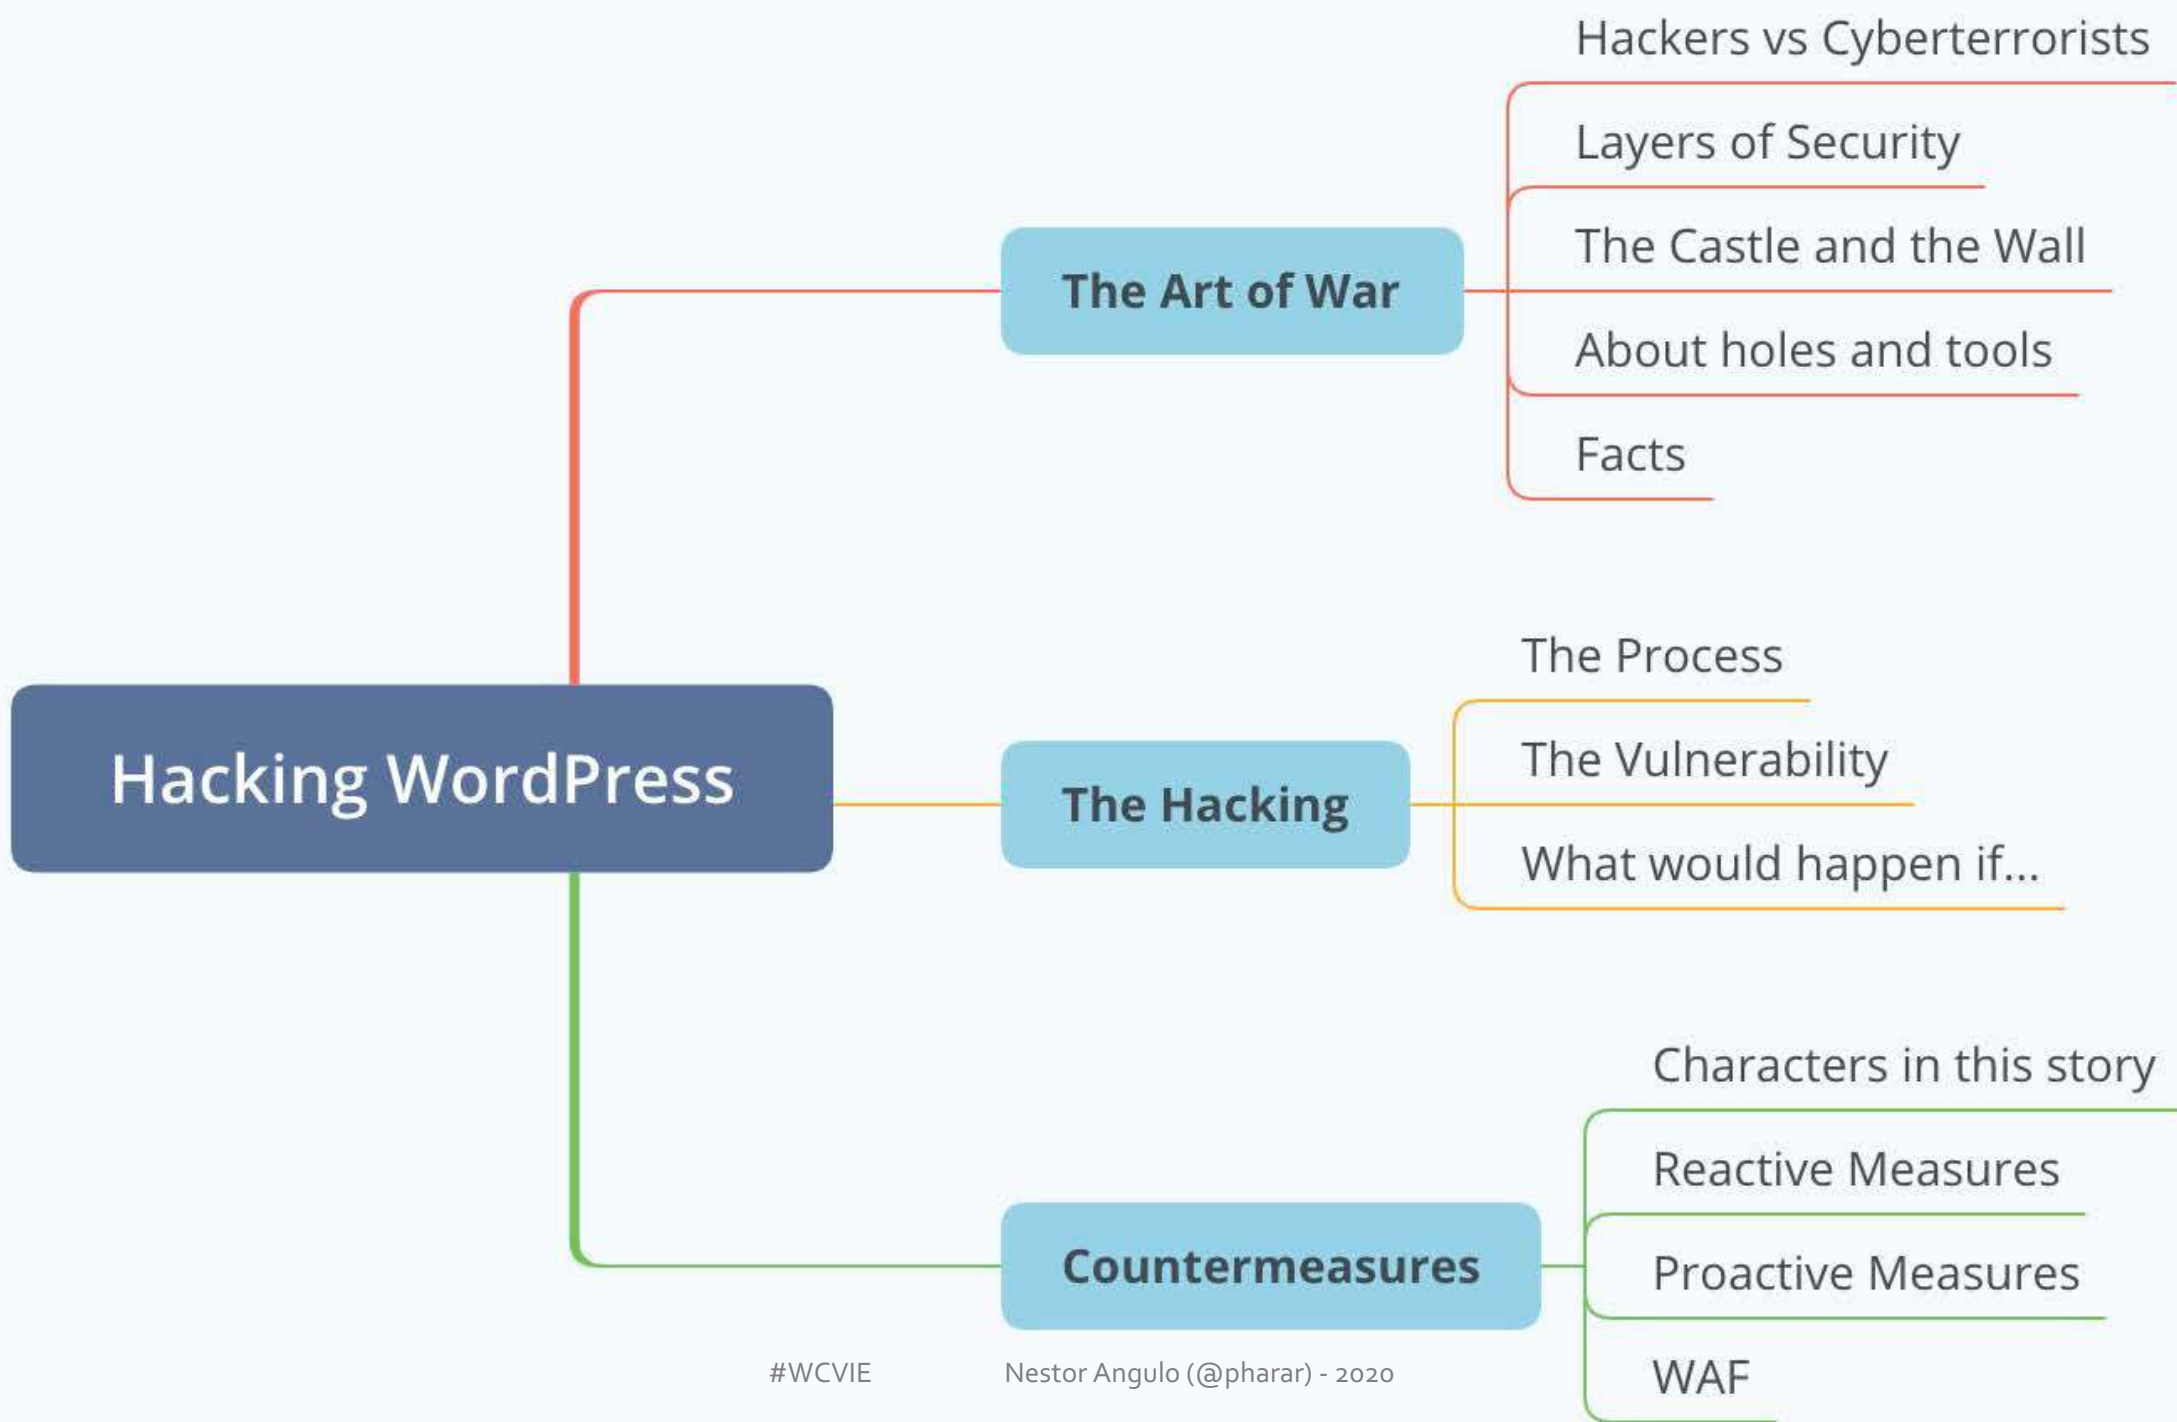 Hacking WordPress
The Art of War
Hackers vs Cyberterrorists
Layers of Security
The Castle and the Wall
About holes and tools
Facts
The Hacking
The Process
The Vulnerability
What would happen if...
Countermeasures
Characters in this story
Reactive Measures
Proactive Measures
WAF
#WCVIE
Nestor Angulo (@pharar) - 2020